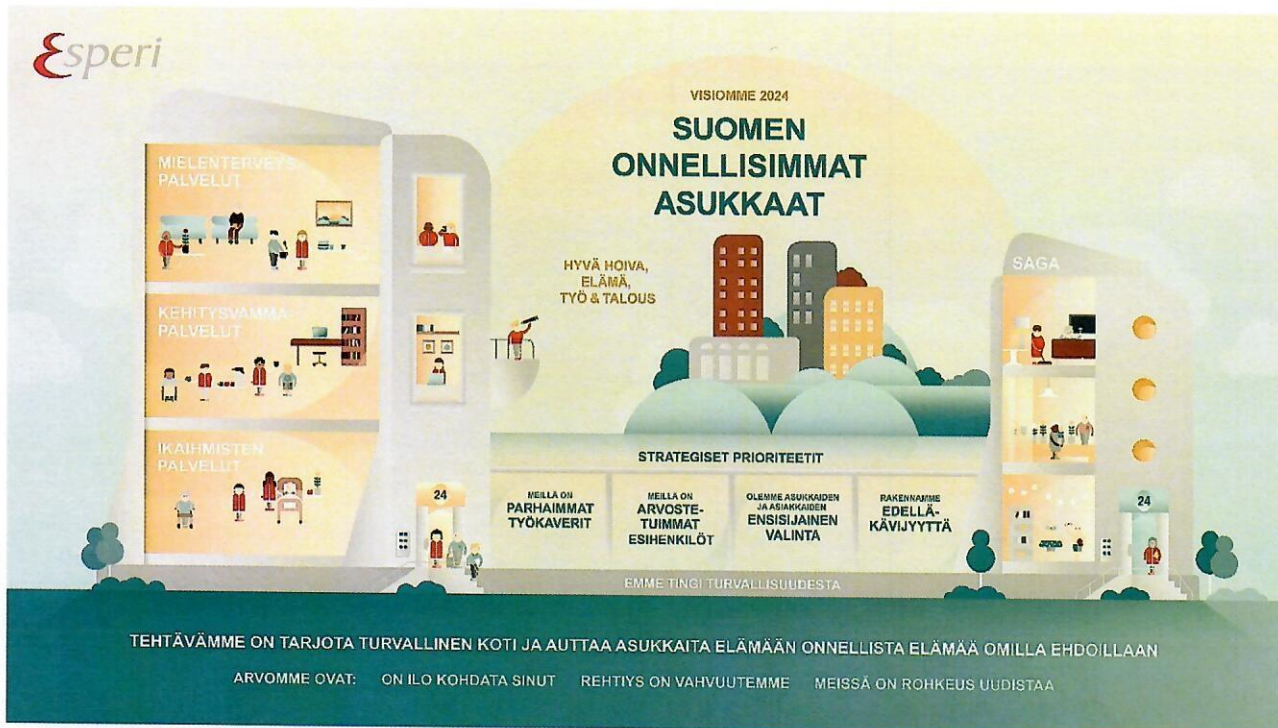 Esperi
VISIOMME 2024
SUOMEN
ONNELLISIMMAT
ASUKKAAT
HYVÄ HOIVA,
ELÄMÄ,
TYÖ & TALOUS
MIELENTERVEYS-
PALVELUT
KEHITYSVAMMA-
PALVELUT
IKÄIHMISTEN
PALVELUT
24
SAGA
24
STRATEGISET PRIORITEETIT
MEILLÄ ON
PARHAIMMAT
TYÖKAVERIT
MEILLÄ ON
ARVOSTE-
TUIMMAT
ESIHENKILÖT
OLEMME ASUKKAIDEN
JA ASIAKKAIDEN
ENSISIJAINEN
VALINTA
RAKENNAMME
EDELLÄ-
KÄVIJYYTTÄ
EMME TINGI TURVALLISUUDESTA
TEHTÄVÄMME ON TARJOTA TURVALLINEN KOTI JA AUTTAA ASUKKAITA ELÄMÄÄN ONNELLISTA ELÄMÄÄ OMILLA EHDOILLAAN
ARVOMME OVAT: ON ILO KOHDATA SINUT REHTIYS ON VAHVUUTEMME MEISSÄ ON ROHKEUS UUDISTAA